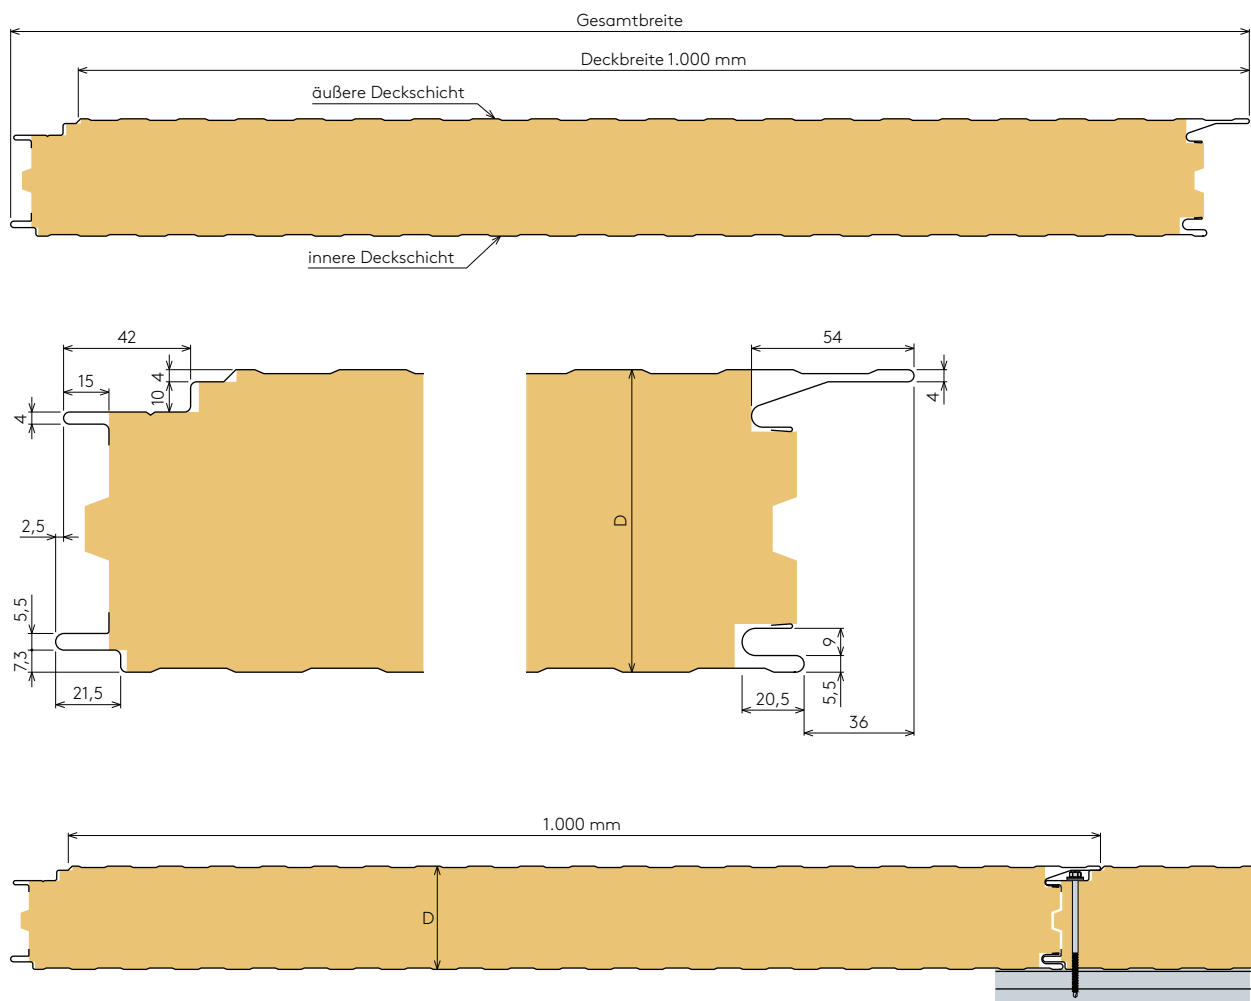 Gesamtbreite
Deckbreite 1.000 mm
äußere Deckschicht
innere Deckschicht
42
54
15
4
10
4
4
D
2,5
5,5
7,3
21,5
9
5,5
20,5
36
1.000 mm
D